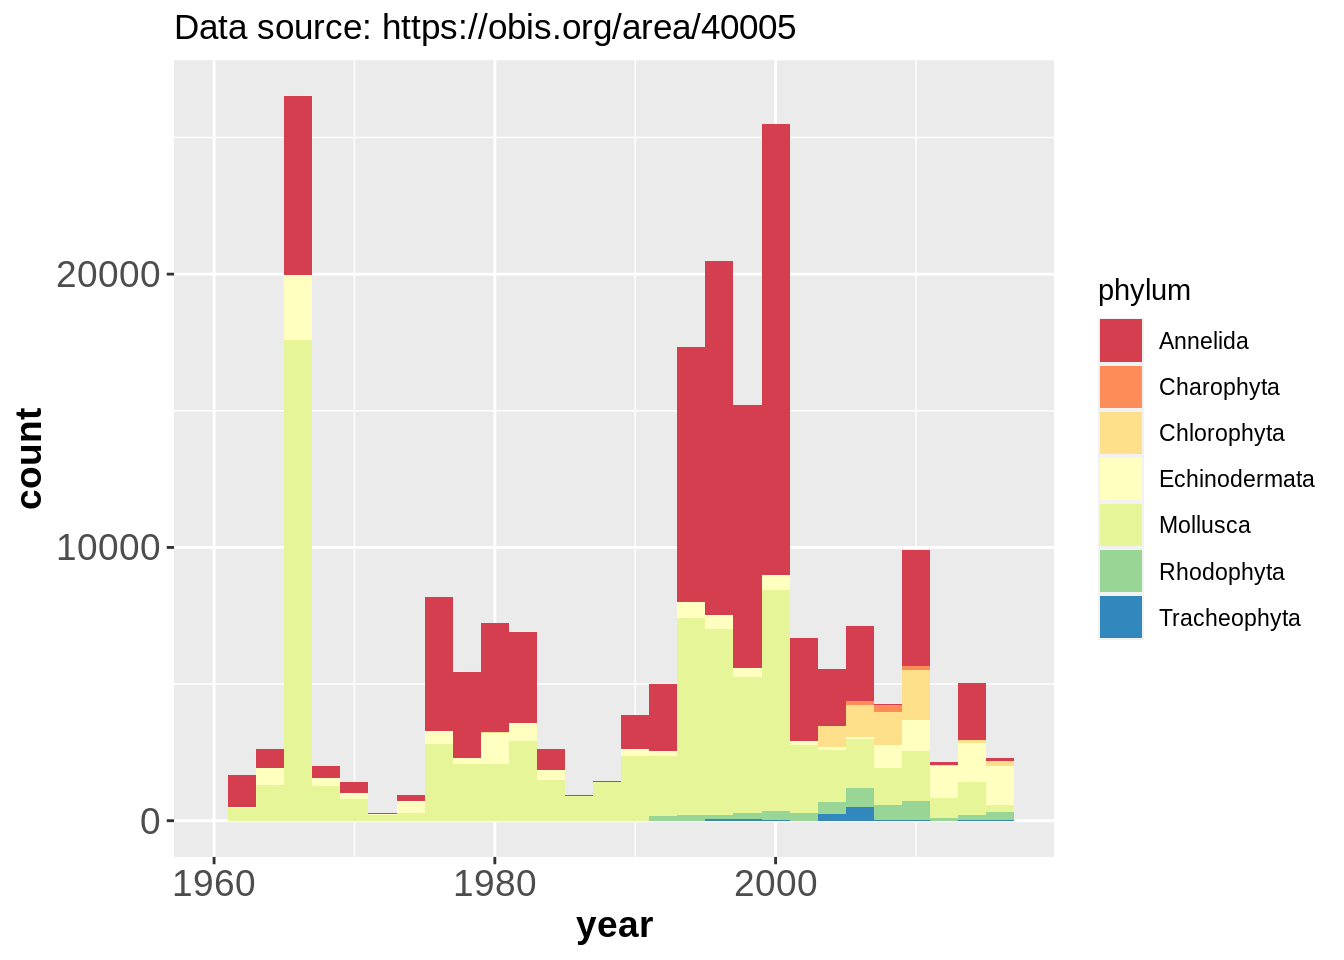 Data source: https://obis.org/area/40005
20000
10000
0
count
1960 1980 2000
year
phylum
Annelida
Charophyta
Chlorophyta
Echinodermata
Mollusca
Rhodophyta
Tracheophyta